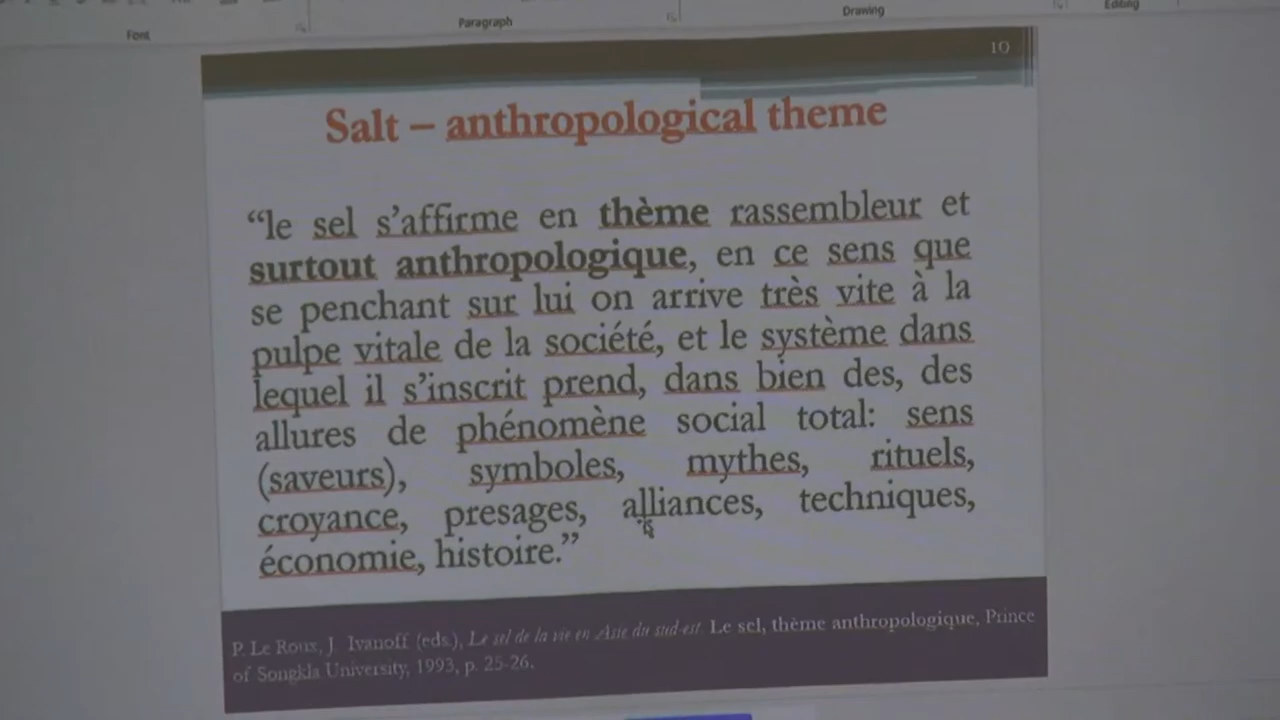 Font
Paragraph
Drawing
Editing
10
Salt – anthropological theme
“le sel s’affirme en thème rassembleur et
surtout anthropologique, en ce sens que
se penchant sur lui on arrive très vite à la
pulpe vitale de la société, et le système dans
lequel il s’inscrit prend, dans bien des, des
allures de phénomène social total: sens
(saveurs), symboles, mythes, rituels,
croyance, presages, alliances, techniques,
économie, histoire.”
P. Le Roux, J. Ivanoff (eds.), Le sel de la vie en Asie du sud-est. Le sel, thème anthropologique, Prince
of Songkla University, 1993, p. 25-26.